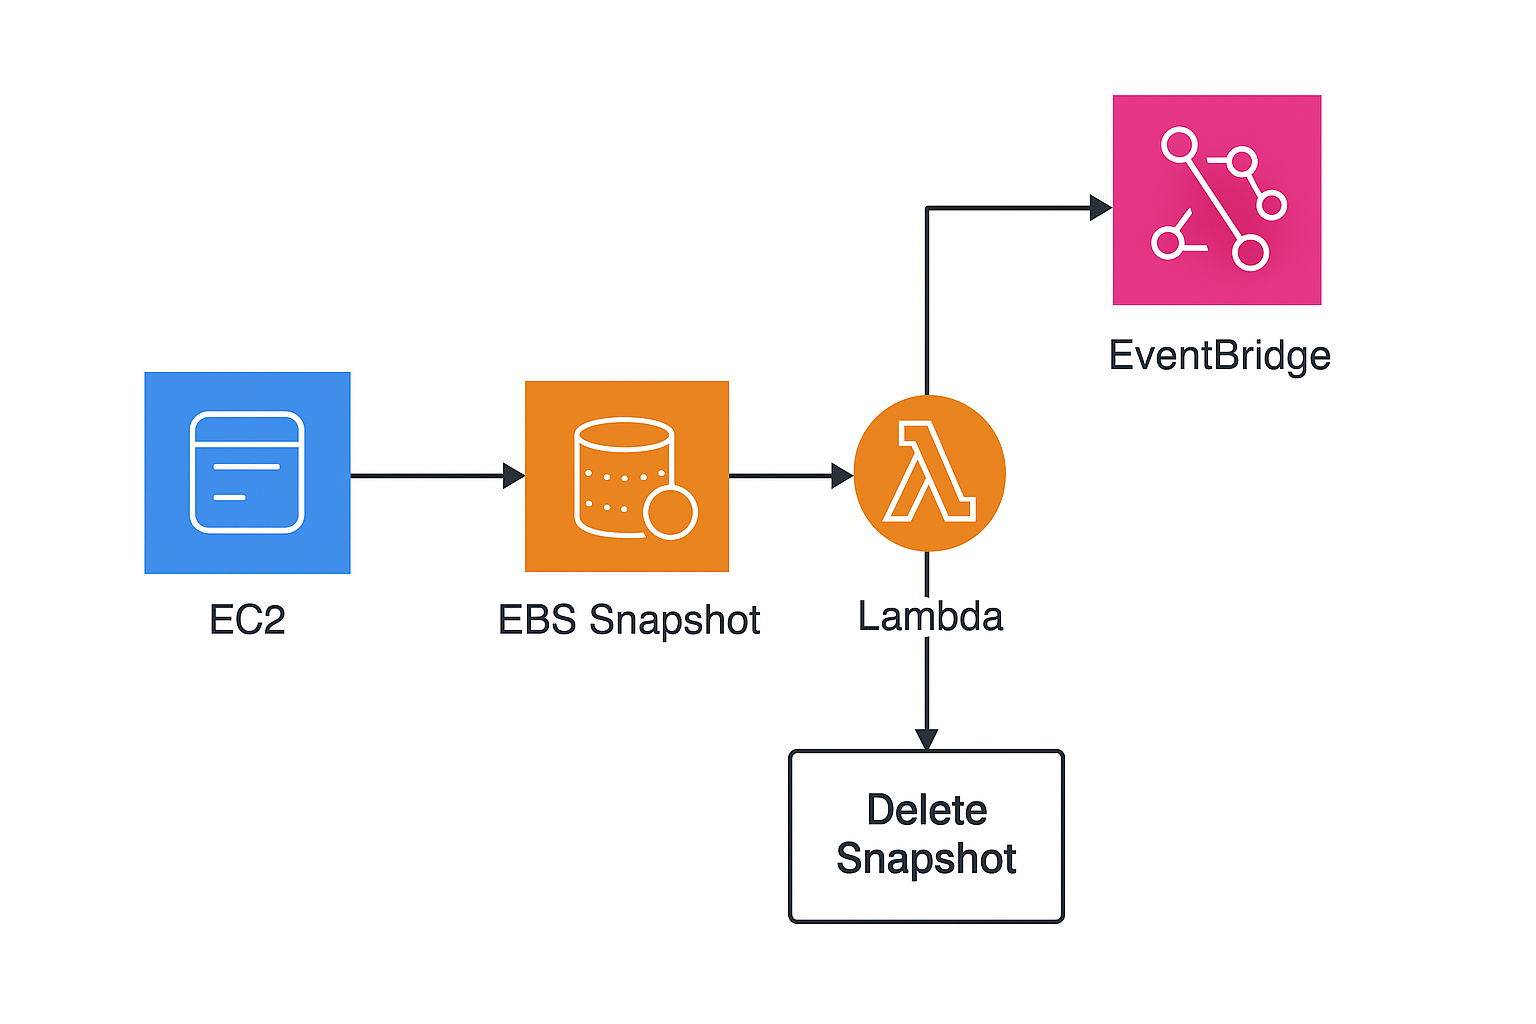 EventBridge
EC2
EBS Snapshot
Lambda
Delete
Snapshot